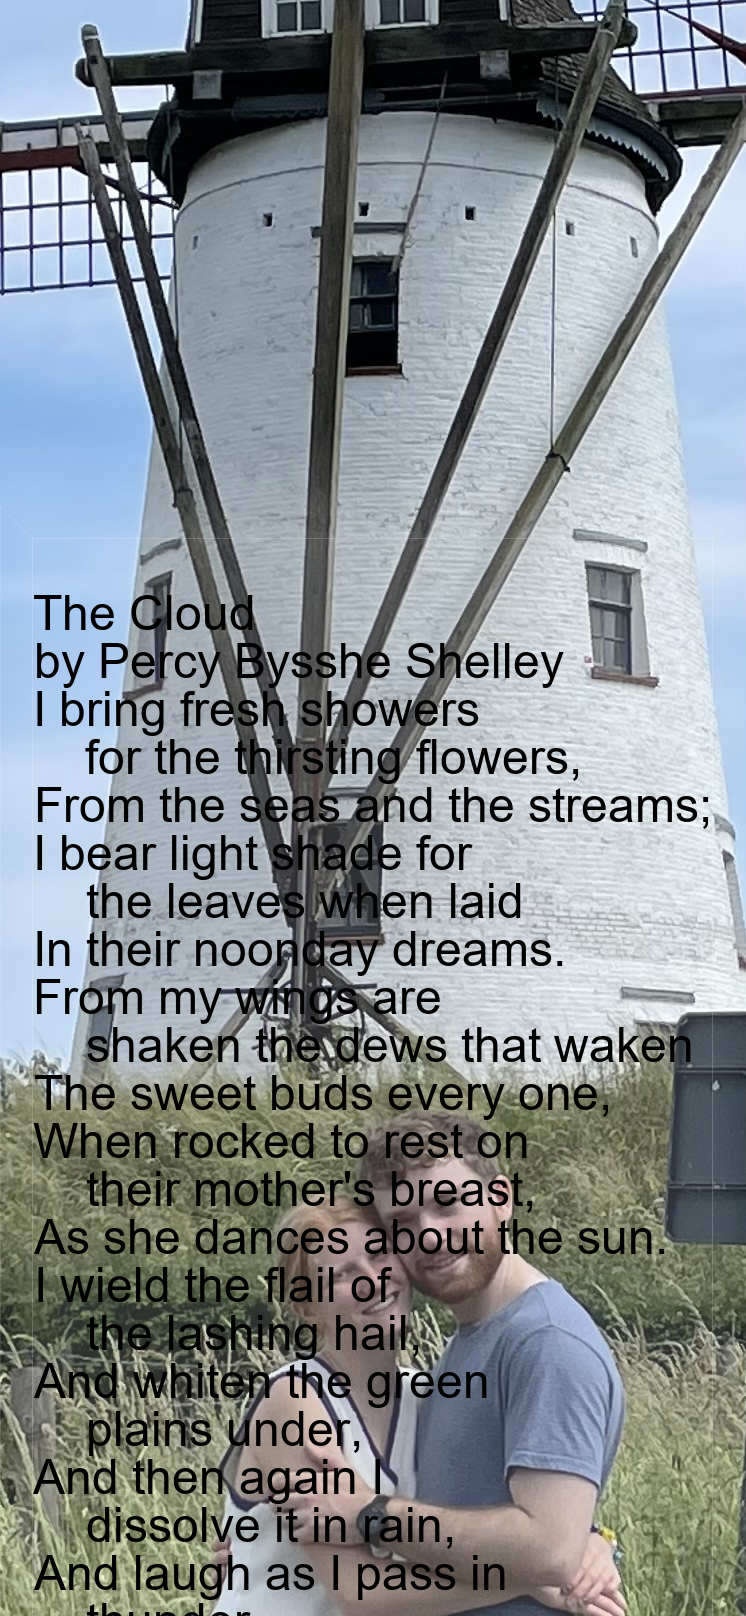 The Cloud
by Percy Bysshe Shelley
I bring fresh showers
for the thirsting flowers,
From the seas and the streams;
I bear light shade for
the leaves when laid
In their noonday dreams.
From my wings are
shaken the dews that waken
The sweet buds every one,
When rocked to rest on
their mother's breast,
As she dances about the sun.
I wield the flail of
the lashing hail,
And whiten the green
plains under,
And then again I
dissolve it in rain,
And laugh as I pass in
thunder